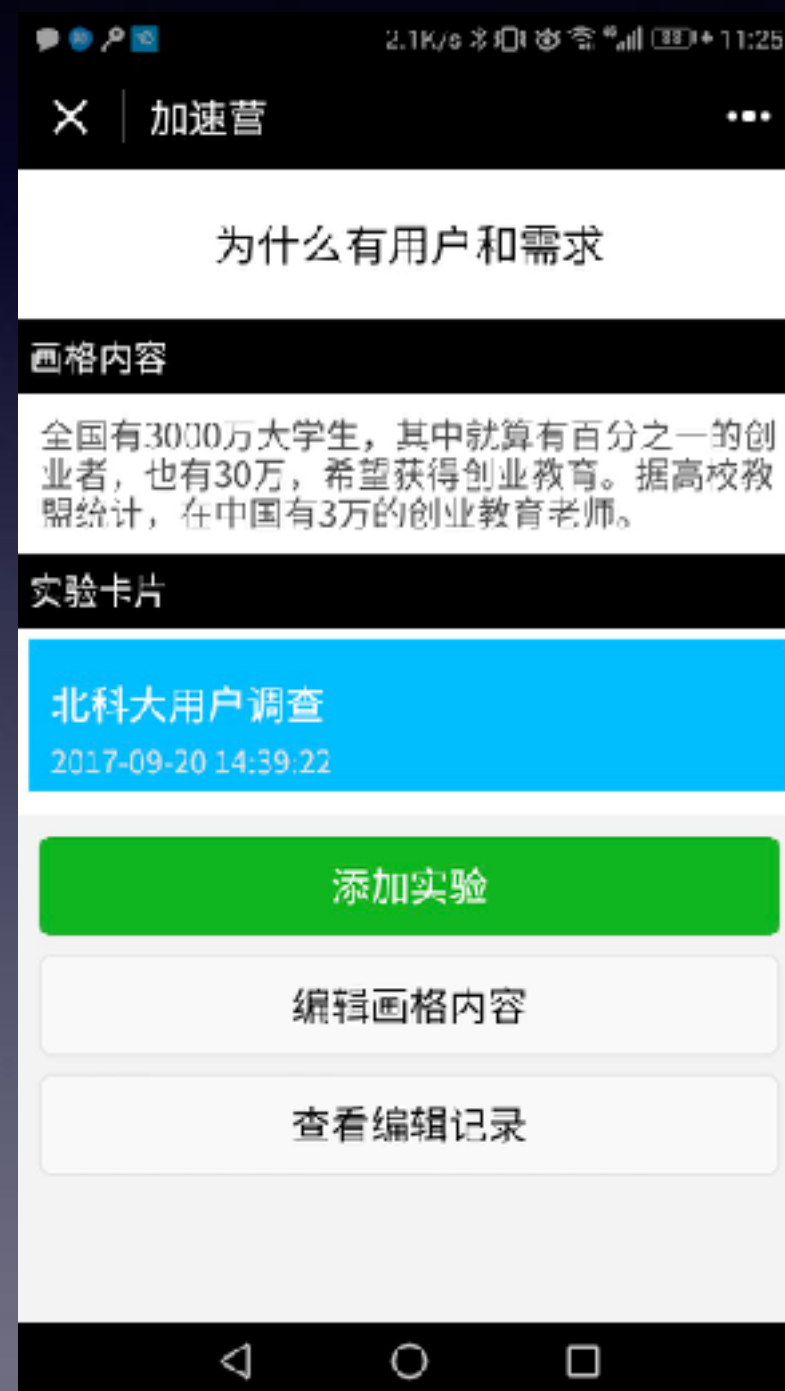 2.1K/s 11:25
加速营
为什么有用户和需求
画格内容
全国有3000万大学生，其中就算有百分之一的创
业者，也有30万，希望获得创业教育。据高校教
盟统计，在中国有3万的创业教育老师。
实验卡片
北科大用户调查
2017-09-20 14:39:22
添加实验
编辑画格内容
查看编辑记录